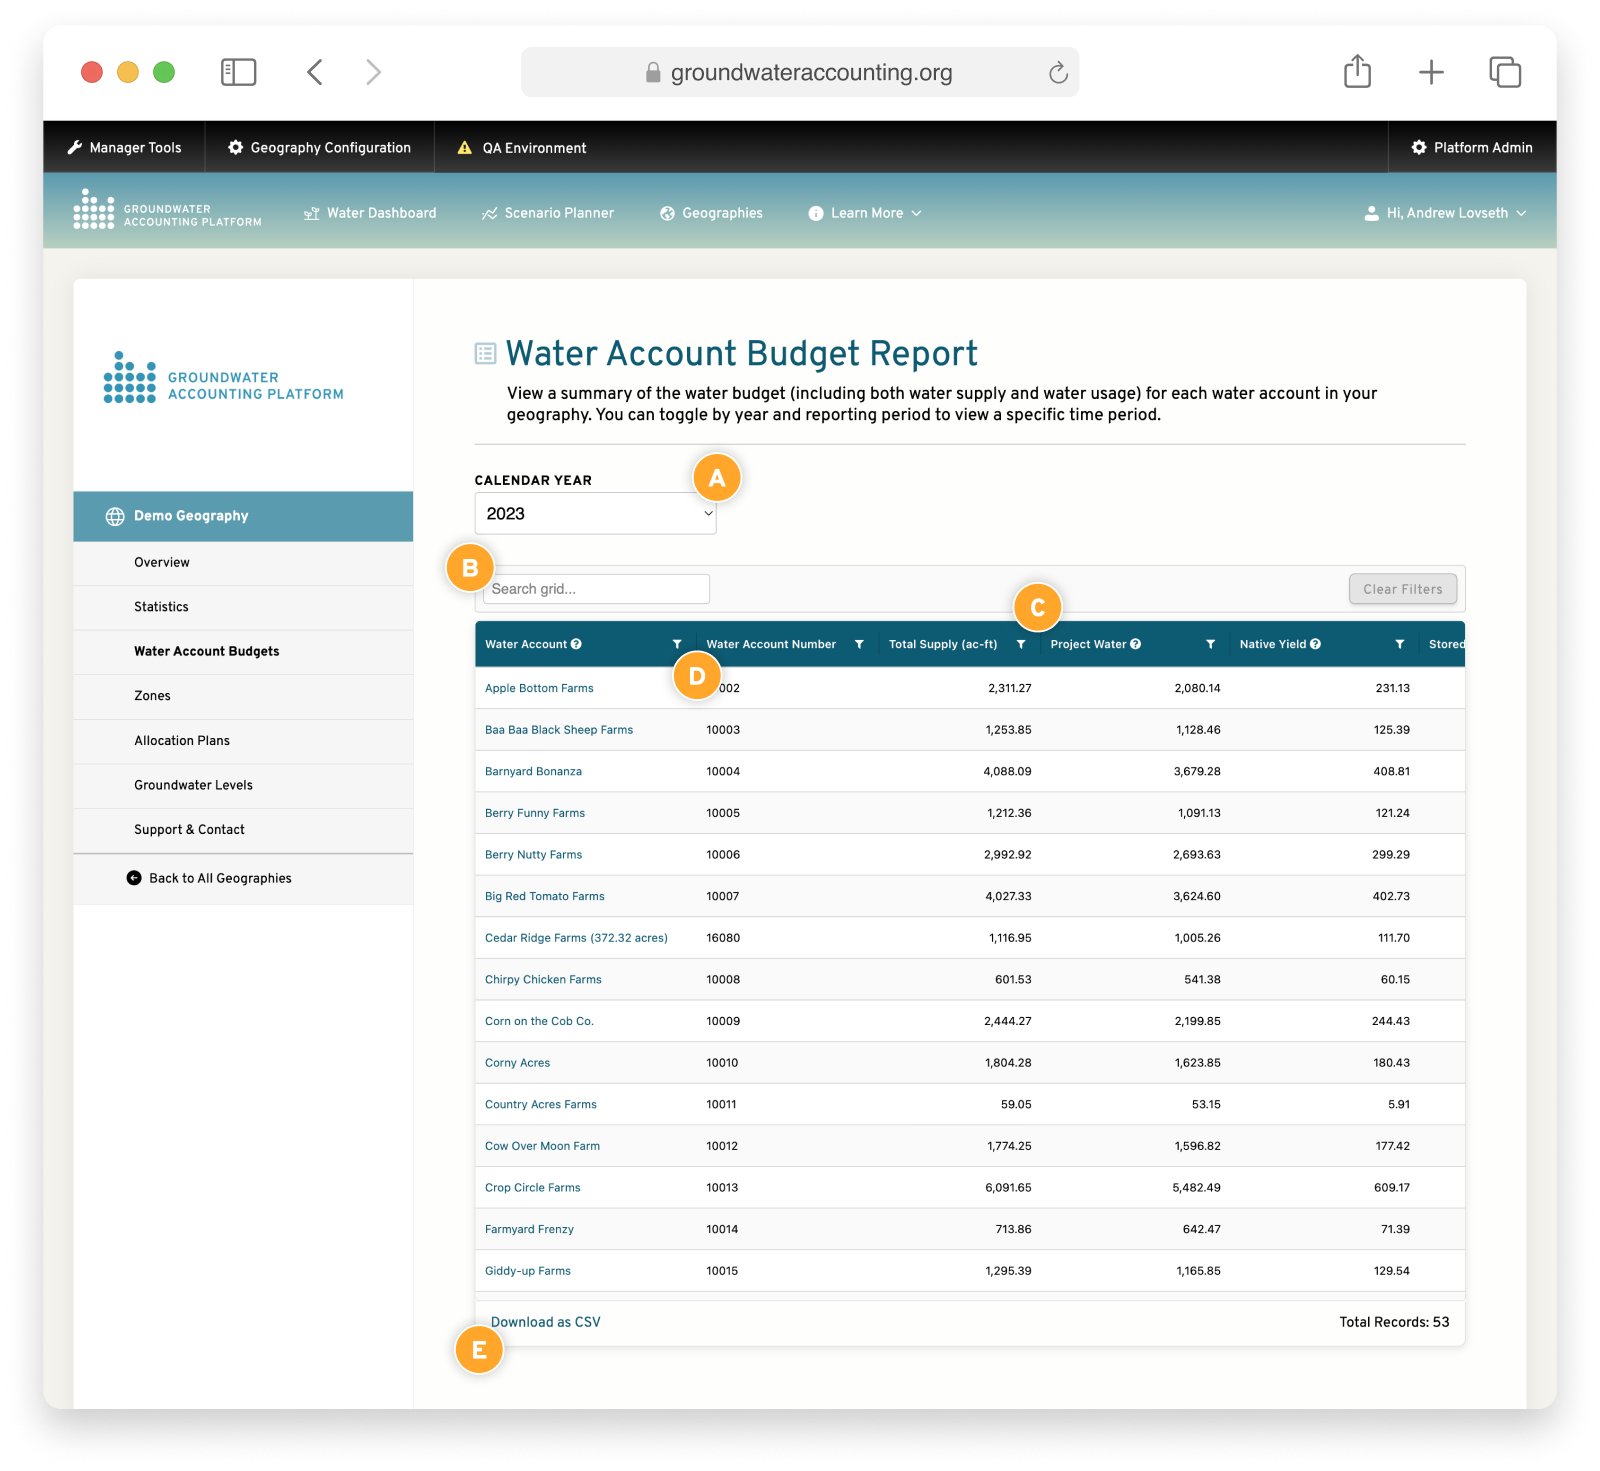 groundwateraccounting.org
Manager Tools
Geography Configuration
QA Environment
Platform Admin
GROUNDWATER
ACCOUNTING PLATFORM
Water Dashboard
Scenario Planner
Geographies
Learn More
Hi, Andrew Lovseth
GROUNDWATER
ACCOUNTING PLATFORM
Demo Geography
Overview
Statistics
Water Account Budgets
Zones
Allocation Plans
Groundwater Levels
Support & Contact
Back to All Geographies
Water Account Budget Report
View a summary of the water budget (including both water supply and water usage) for each water account in your
geography. You can toggle by year and reporting period to view a specific time period.
CALENDAR YEAR
A
2023
B
Search grid...
C
Clear Filters
Water Account Water Account Number Total Supply (ac-ft) Project Water Native Yield Stored
D
Apple Bottom Farms 002 2,311.27 2,080.14 231.13
Baa Baa Black Sheep Farms 10003 1,253.85 1,128.46 125.39
Barnyard Bonanza 10004 4,088.09 3,679.28 408.81
Berry Funny Farms 10005 1,212.36 1,091.13 121.24
Berry Nutty Farms 10006 2,992.92 2,693.63 299.29
Big Red Tomato Farms 10007 4,027.33 3,624.60 402.73
Cedar Ridge Farms (372.32 acres) 16080 1,116.95 1,005.26 111.70
Chirpy Chicken Farms 10008 601.53 541.38 60.15
Corn on the Cob Co. 10009 2,444.27 2,199.85 244.43
Corny Acres 10010 1,804.28 1,623.85 180.43
Country Acres Farms 10011 59.05 53.15 5.91
Cow Over Moon Farm 10012 1,774.25 1,596.82 177.42
Crop Circle Farms 10013 6,091.65 5,482.49 609.17
Farmyard Frenzy 10014 713.86 642.47 71.39
Giddy-up Farms 10015 1,295.39 1,165.85 129.54
Download as CSV
Total Records: 53
E